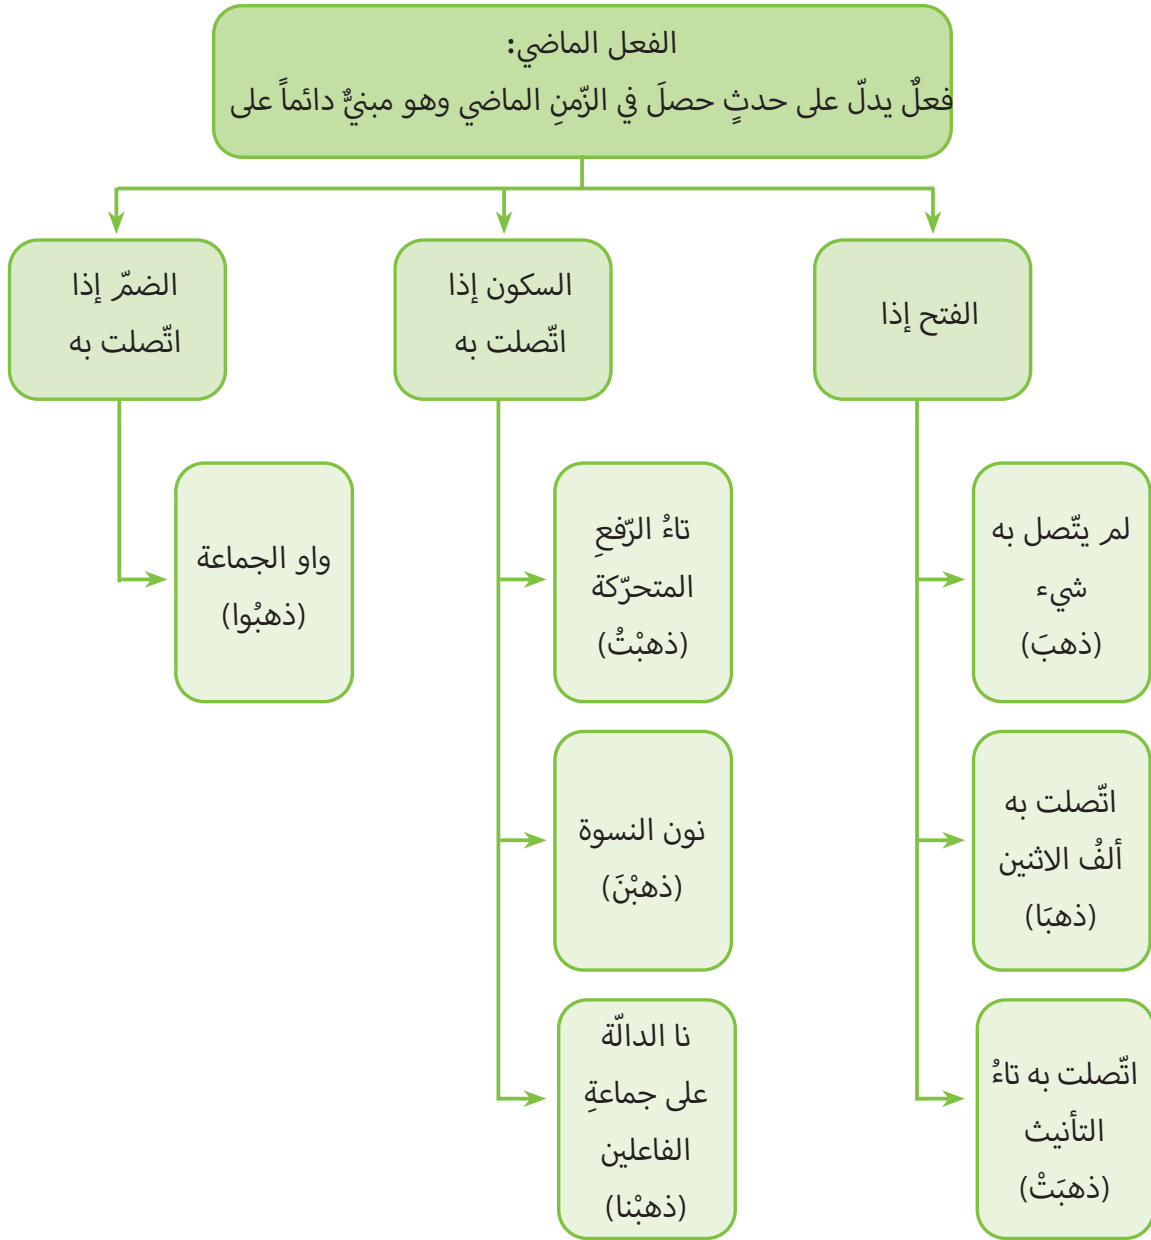 الفعل الماضي:
فعلٌ يدلّ على حدثٍ حصلَ في الزّمنِ الماضي وهو مبنيٌّ دائماً على
الفتح إذا
لم يتّصل به
شيء
(ذهبَ)
اتّصلت به
ألفُ الاثنين
(ذهبَا)
اتّصلت به تاءُ
التأنيث
(ذهبَتْ)
السكون إذا
اتّصلت به
تاءُ الرّفعِ
المتحرّكة
(ذهبْتُ)
نون النسوة
(ذهبْنَ)
نا الدالّة
على جماعةِ
الفاعلين
(ذهبْنا)
الضمّ إذا
اتّصلت به
واو الجماعة
(ذهبُوا)